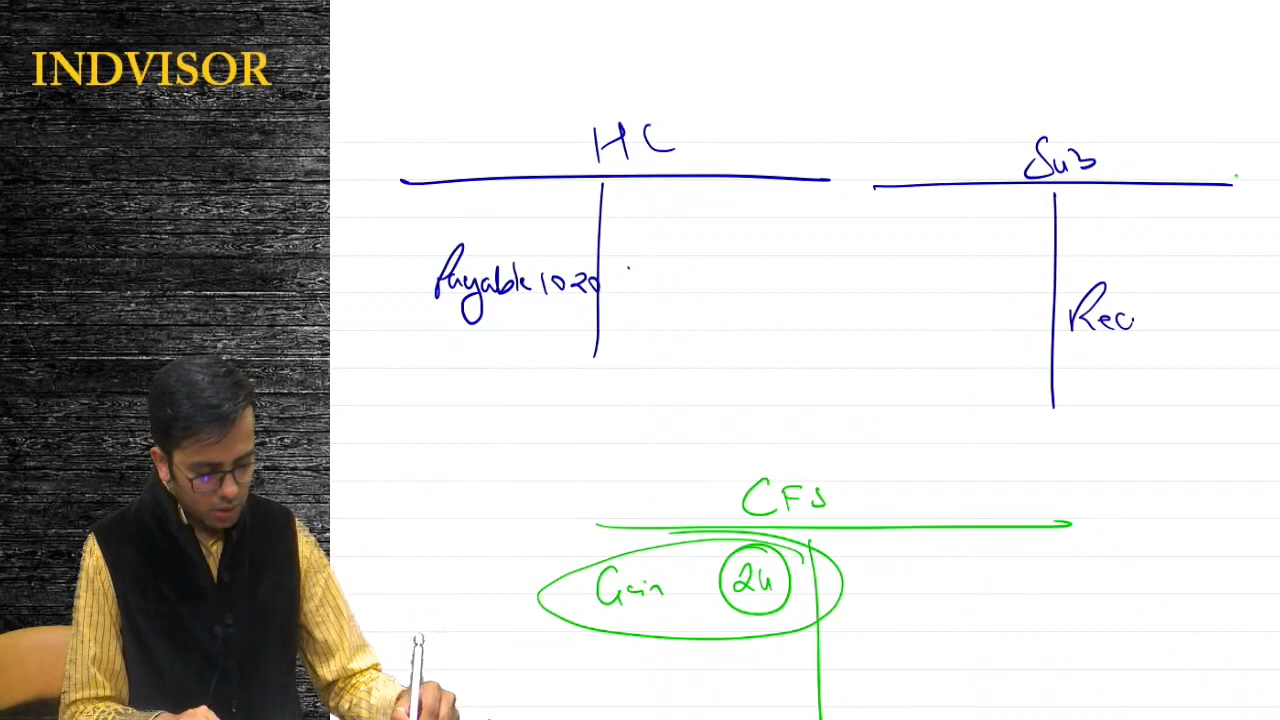 INDVISOR
HC
Sub
Payable 1020
Rec
CFS
Gain 24